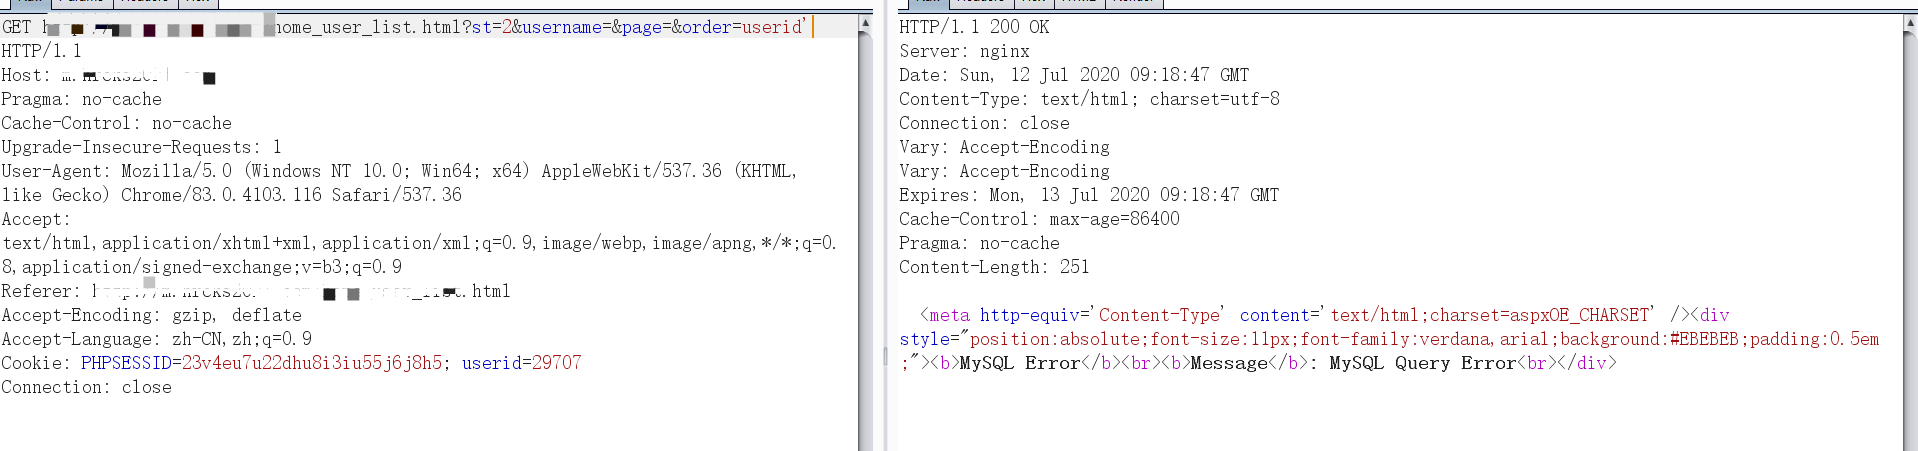 GET home_user_list.html?st=2&username=&page=&order=userid'
HTTP/1.1
Host:
Pragma: no-cache
Cache-Control: no-cache
Upgrade-Insecure-Requests: 1
User-Agent: Mozilla/5.0 (Windows NT 10.0; Win64; x64) AppleWebKit/537.36 (KHTML,
like Gecko) Chrome/83.0.4103.116 Safari/537.36
Accept:
text/html,application/xhtml+xml,application/xml;q=0.9,image/webp,image/apng,*/*;q=0.
8,application/signed-exchange;v=b3;q=0.9
Referer: .html
Accept-Encoding: gzip, deflate
Accept-Language: zh-CN,zh;q=0.9
Cookie: PHPSESSID=23v4eu7u22dhu8i3iu55j6j8h5; userid=29707
Connection: close
HTTP/1.1 200 OK
Server: nginx
Date: Sun, 12 Jul 2020 09:18:47 GMT
Content-Type: text/html; charset=utf-8
Connection: close
Vary: Accept-Encoding
Vary: Accept-Encoding
Expires: Mon, 13 Jul 2020 09:18:47 GMT
Cache-Control: max-age=86400
Pragma: no-cache
Content-Length: 251
<meta http-equiv='Content-Type' content='text/html;charset=aspxOE_CHARSET' /><div
style="position:absolute;font-size:11px;font-family:verdana,arial;background:#EBEBEB;padding:0.5em
;"><b>MySQL Error</b><br><b>Message</b>: MySQL Query Error<br></div>